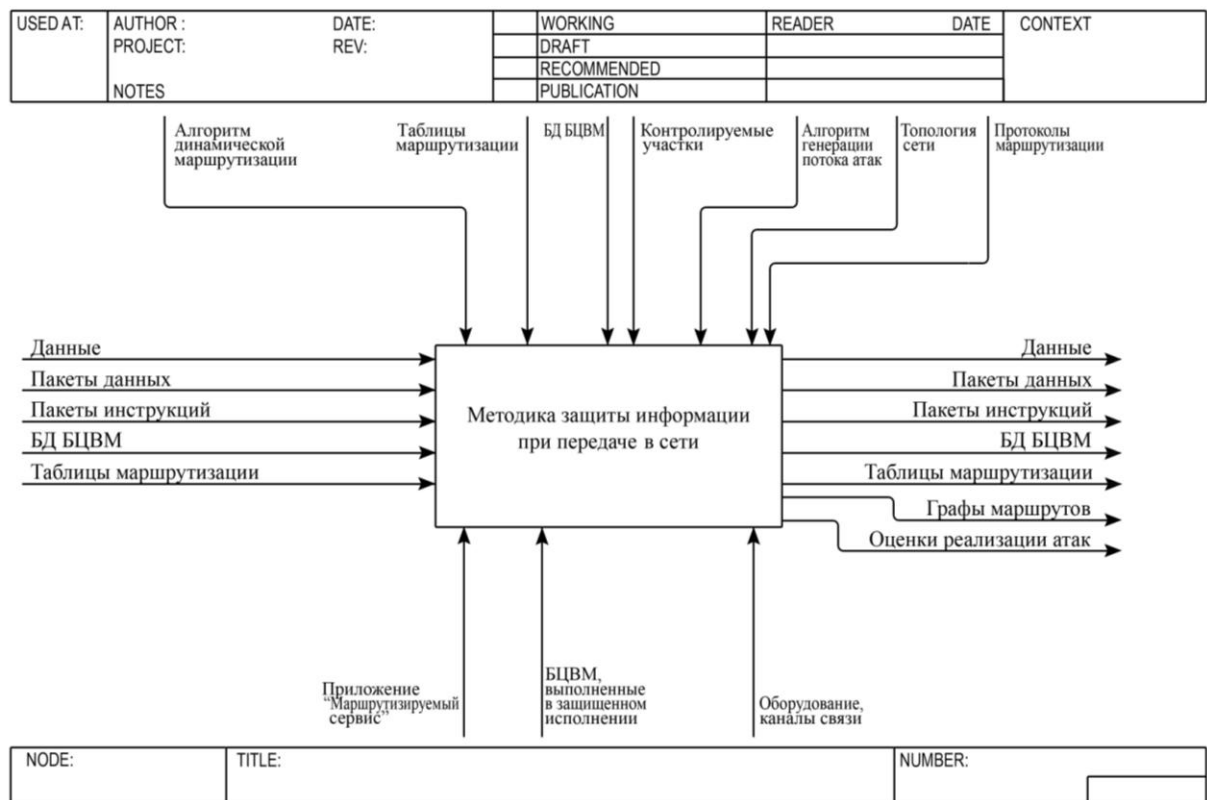 USED AT:
AUTHOR :
DATE:
PROJECT:
REV:
NOTES
WORKING
DRAFT
RECOMMENDED
PUBLICATION
READER
DATE
CONTEXT
Алгоритм
динамической
маршрутизации
Таблицы
маршрутизации
БД БЦВМ
Контролируемые
участки
Алгоритм
генерации
потока атак
Топология
сети
Протоколы
маршрутизации
Данные
Пакеты данных
Пакеты инструкций
БД БЦВМ
Таблицы маршрутизации
Методика защиты информации
при передаче в сети
Данные
Пакеты данных
Пакеты инструкций
БД БЦВМ
Таблицы маршрутизации
Графы маршрутов
Оценки реализации атак
Приложение
“Маршрутизируемый
сервис”
БЦВМ,
выполненные
в защищенном
исполнении
Оборудование,
каналы связи
NODE:
TITLE:
NUMBER: